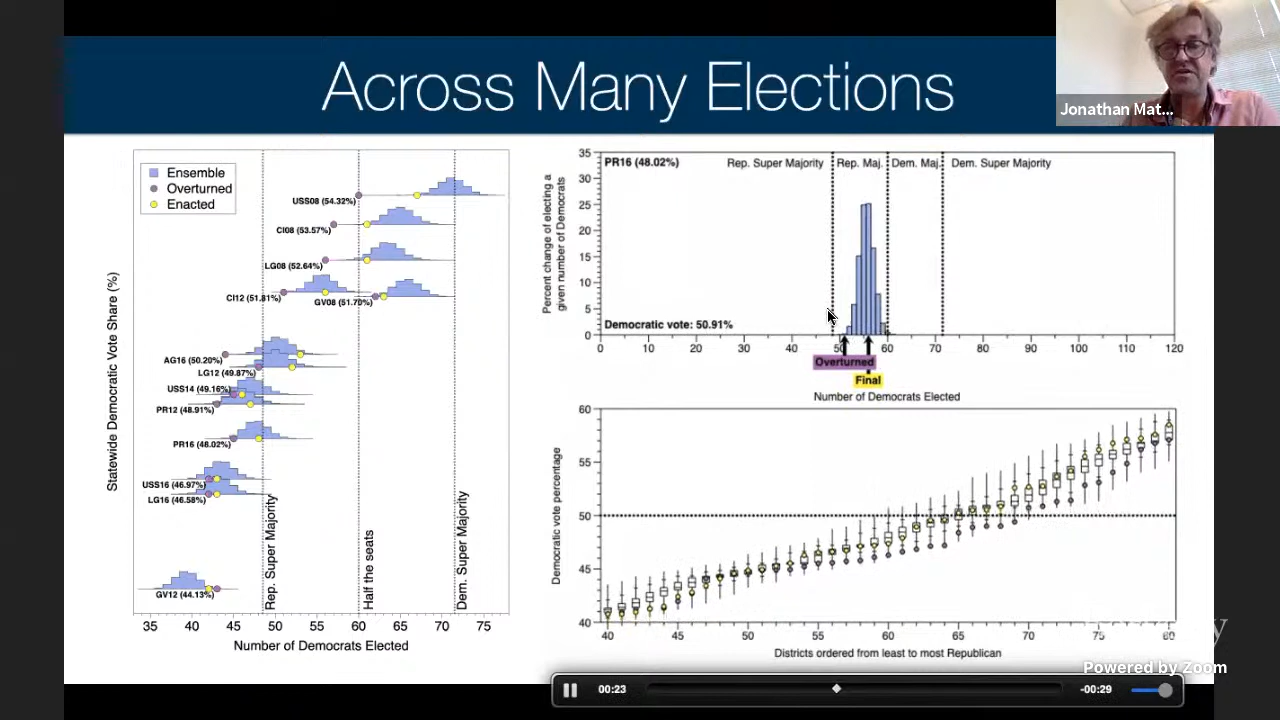 Across Many Elections
Jonathan Mat...
Ensemble
Overturned
Enacted
USS08 (54.32%)
CI08 (53.57%)
LG08 (52.64%)
CI12 (51.81%)
GV08 (51.70%)
AG16 (50.20%)
LG12 (49.87%)
USS14 (49.16%)
PR12 (48.91%)
PR16 (48.02%)
USS16 (46.97%)
LG16 (46.58%)
GV12 (44.13%)
Statewide Democratic Vote Share (%)
Rep. Super Majority
Half the seats
Dem. Super Majority
35 40 45 50 55 60 65 70 75
Number of Democrats Elected
PR16 (48.02%)
Rep. Super Majority
Rep. Maj.
Dem. Maj.
Dem. Super Majority
Percent change of electing a
given number of Democrats
35
30
25
20
15
10
5
0
Democratic vote: 50.91%
0 10 20 30 40 50 60 70 80 90 100 110 120
Overturned
Final
Number of Democrats Elected
Democratic vote percentage
60
55
50
45
40
40 45 50 55 60 65 70 75 80
Districts ordered from least to most Republican
Powered by Zoom
00:23
-00:29